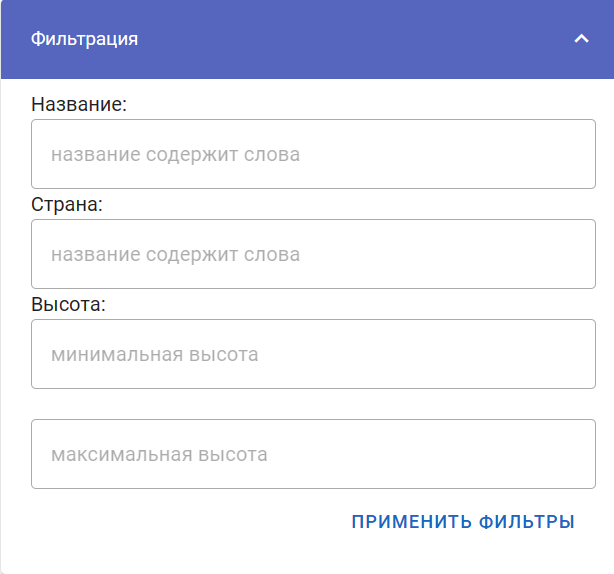 Фильтрация
Название:
название содержит слова
Страна:
название содержит слова
Высота:
минимальная высота
максимальная высота
ПРИМЕНИТЬ ФИЛЬТРЫ